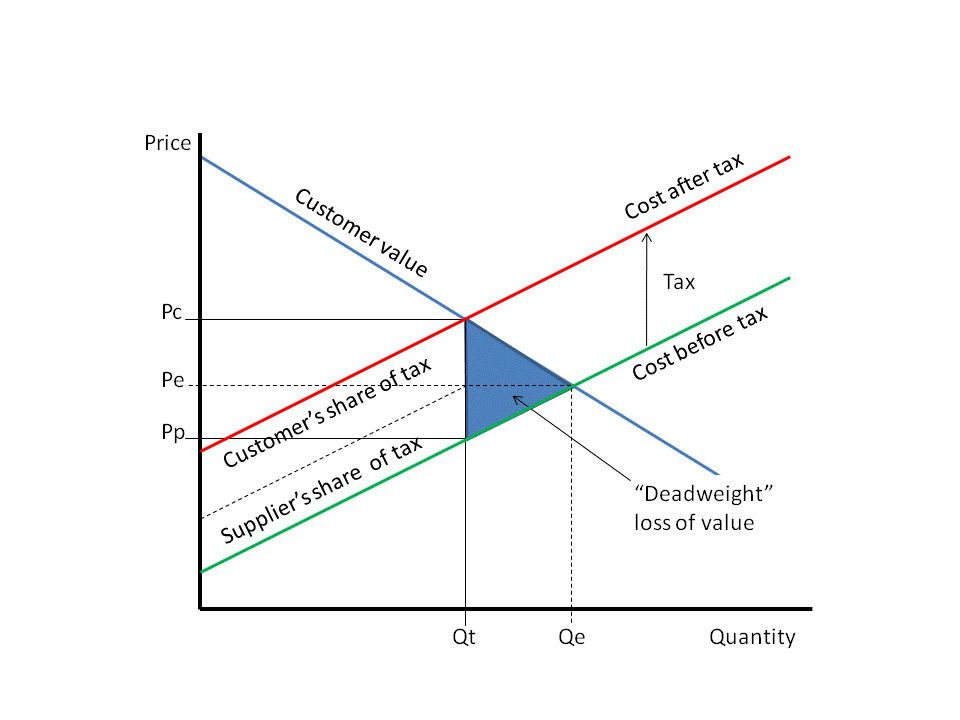 Price
Customer value
Cost after tax
Tax
Pc
Cost before tax
Pe
Customer's share of tax
Pp
Supplier's share of tax
“Deadweight”
loss of value
Qt
Qe
Quantity